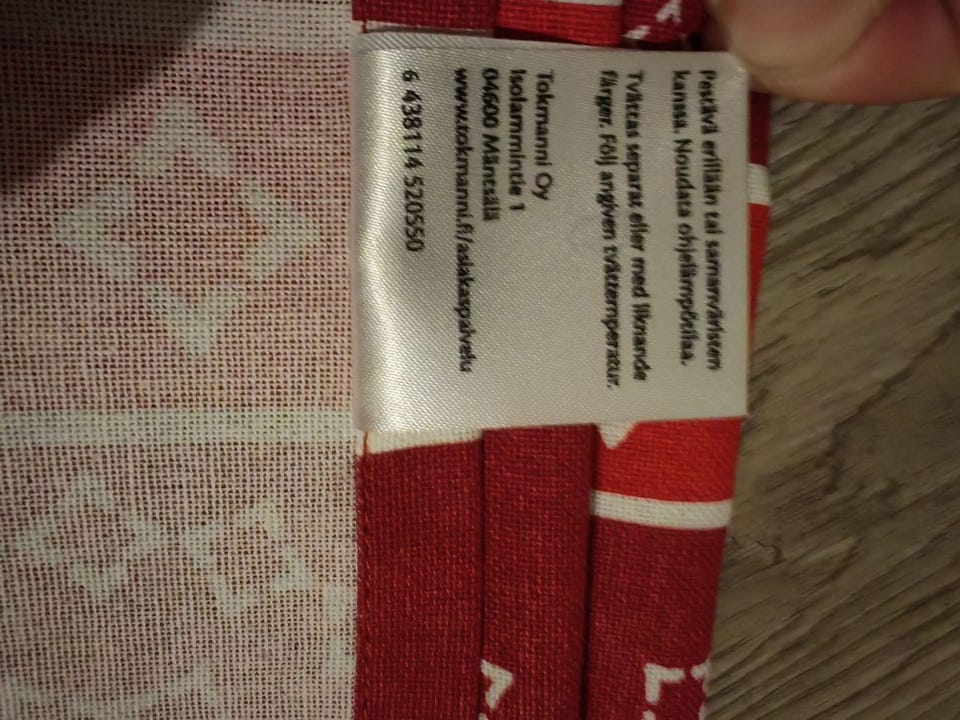 Pestävä erillään tai samanväristen
kanssa. Noudata ohjelämpötilaa.
Tvättas separat eller med liknande
färger. Följ angiven tvättemperatur.
Tokmanni Oy
Isolammintie 1
04600 Mäntsälä
www.tokmanni.fi/asiakaspalvelu
6 438114 520550